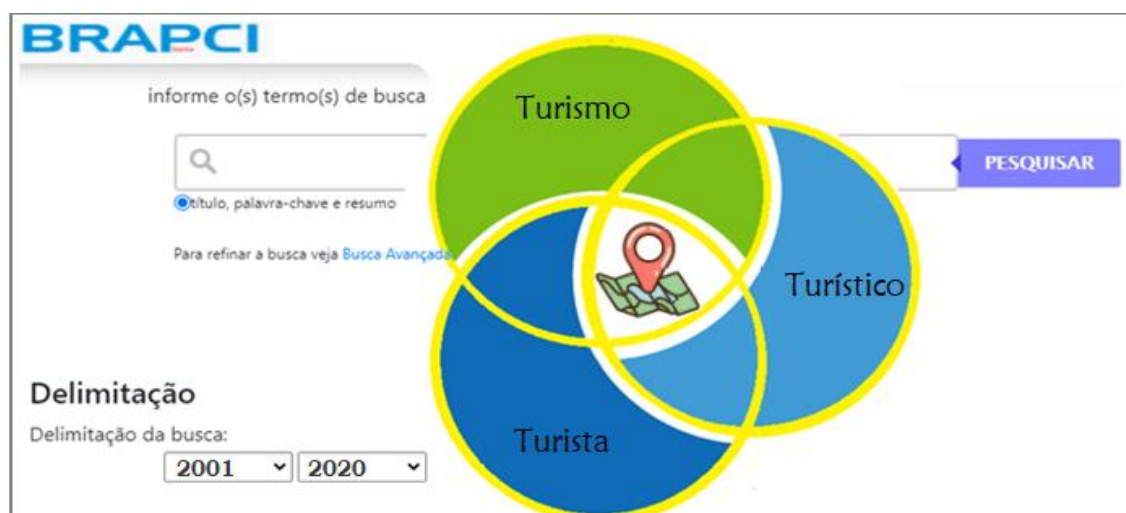 BRAPCI
informe o(s) termo(s) de busca
PESQUISAR
título, palavra-chave e resumo
Para refinar a busca veja Busca Avançada
Turismo
Turístico
Turista
Delimitação
Delimitação da busca:
2001 2020